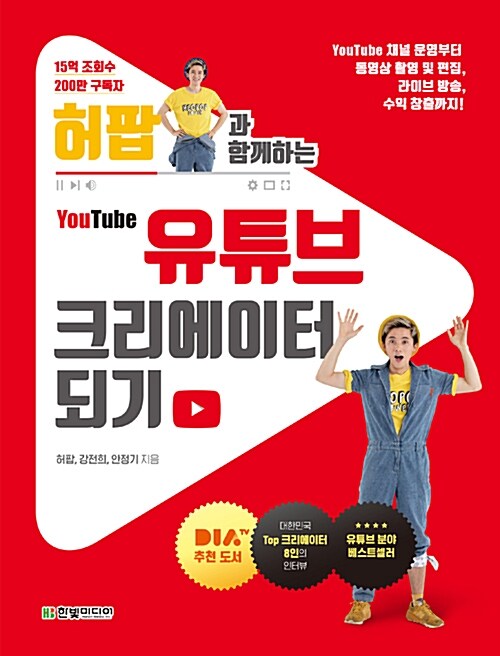 15억 조회수
200만 구독자
YouTube 채널 운영부터
동영상 촬영 및 편집,
라이브 방송,
수익 창출까지!
허팝과
함께하는
YouTube 유튜브
크리에이터
되기
허팝, 강전희, 안정기 지음
DIA TV
추천 도서
대한민국
Top 크리에이터
8인의
인터뷰
유튜브 분야
베스트셀러
HB 한빛미디어